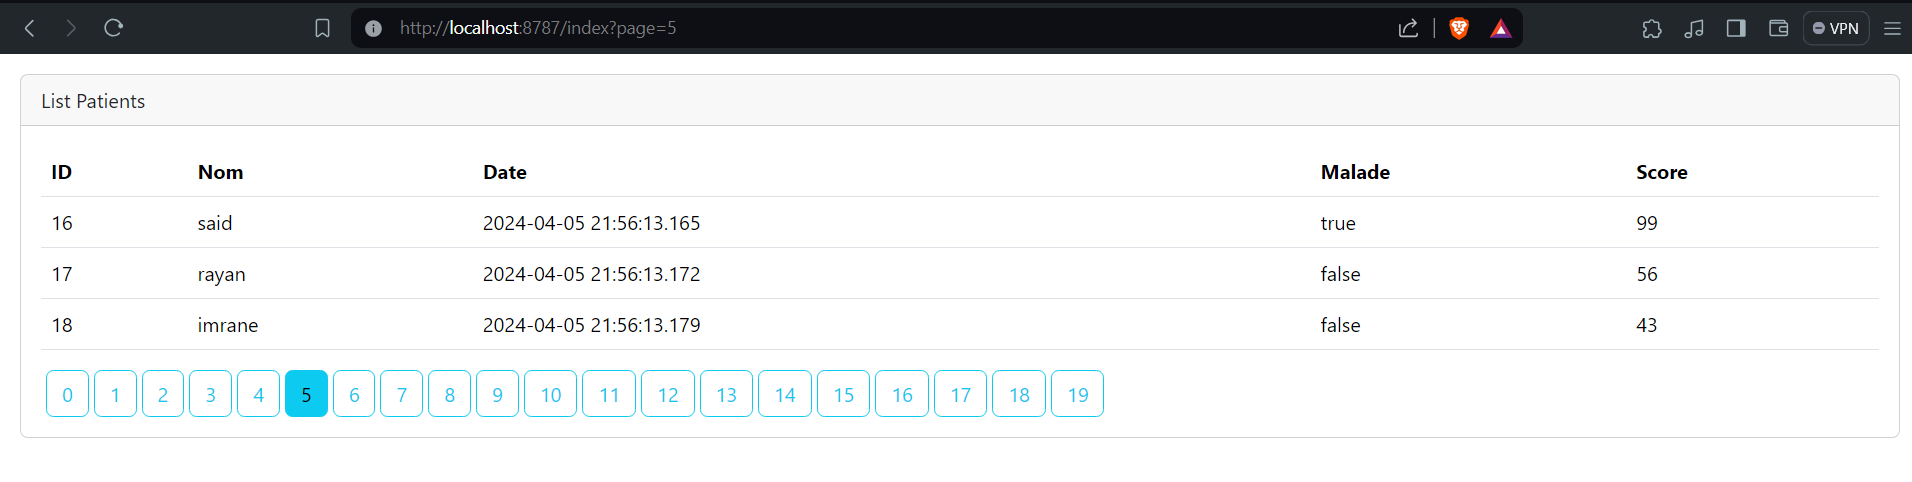 http://localhost:8787/index?page=5
VPN
List Patients
ID Nom Date Malade Score
16 said 2024-04-05 21:56:13.165 true 99
17 rayan 2024-04-05 21:56:13.172 false 56
18 imrane 2024-04-05 21:56:13.179 false 43
0 1 2 3 4 5 6 7 8 9 10 11 12 13 14 15 16 17 18 19